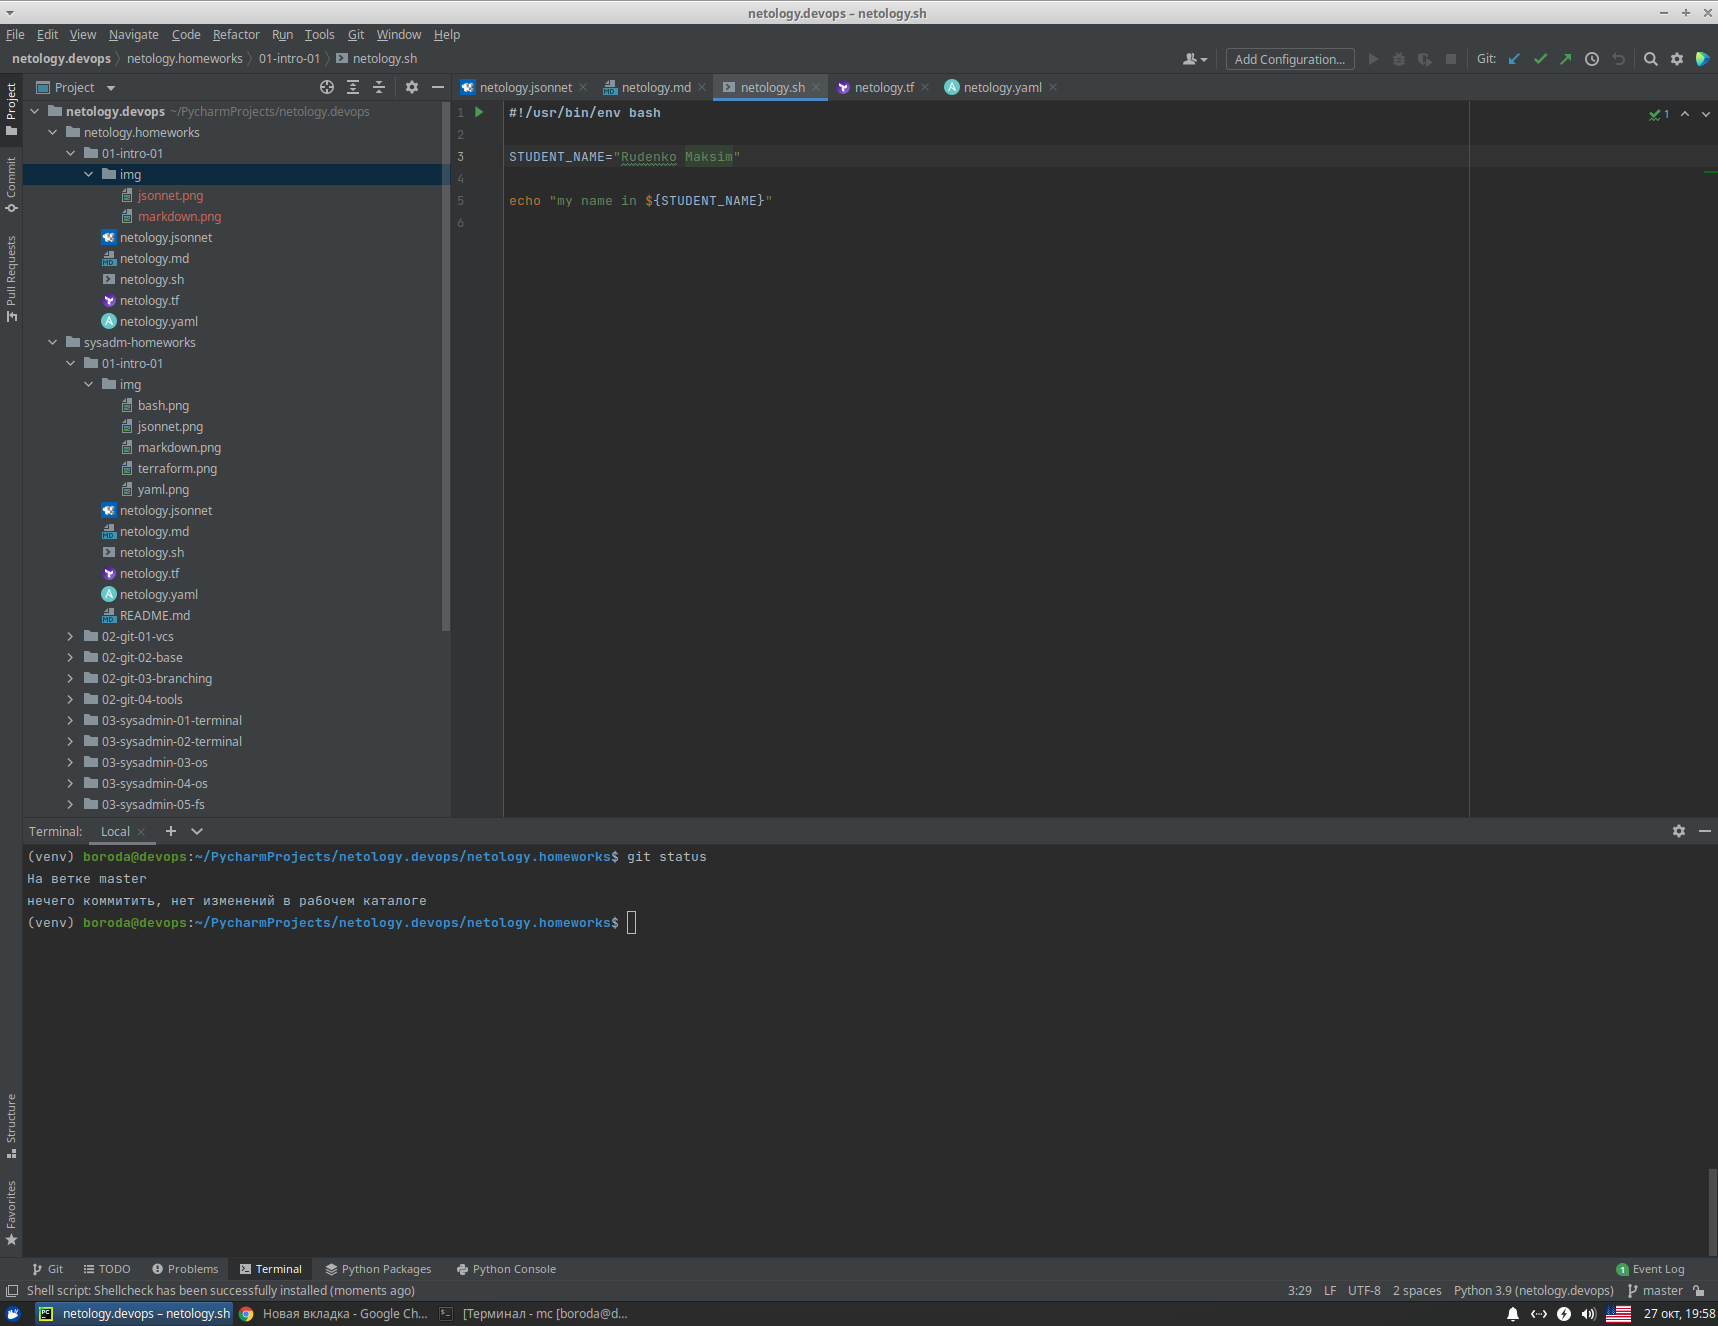 netology.devops – netology.sh
File Edit View Navigate Code Refactor Run Tools Git Window Help
netology.devops netology.homeworks 01-intro-01 netology.sh
Add Configuration... Git:
Project
netology.jsonnet netology.md netology.sh netology.tf netology.yaml
netology.devops ~/PycharmProjects/netology.devops
netology.homeworks
01-intro-01
img
jsonnet.png
markdown.png
netology.jsonnet
netology.md
netology.sh
netology.tf
netology.yaml
sysadm-homeworks
01-intro-01
img
bash.png
jsonnet.png
markdown.png
terraform.png
yaml.png
netology.jsonnet
netology.md
netology.sh
netology.tf
netology.yaml
README.md
02-git-01-vcs
02-git-02-base
02-git-03-branching
02-git-04-tools
03-sysadmin-01-terminal
03-sysadmin-02-terminal
03-sysadmin-03-os
03-sysadmin-04-os
03-sysadmin-05-fs
1 #!/usr/bin/env bash
2
3 STUDENT_NAME="Rudenko Maksim"
4
5 echo "my name in ${STUDENT_NAME}"
6
1
Project
Commit
Pull Requests
Structure
Favorites
Terminal: Local
(venv) boroda@devops:~/PycharmProjects/netology.devops/netology.homeworks$ git status
На ветке master
нечего коммитить, нет изменений в рабочем каталоге
(venv) boroda@devops:~/PycharmProjects/netology.devops/netology.homeworks$
Git TODO Problems Terminal Python Packages Python Console 1 Event Log
Shell script: Shellcheck has been successfully installed (moments ago) 3:29 LF UTF-8 2 spaces Python 3.9 (netology.devops) master
netology.devops – netology.sh Новая вкладка - Google Ch... [Терминал - mc [boroda@d... 27 окт, 19:58